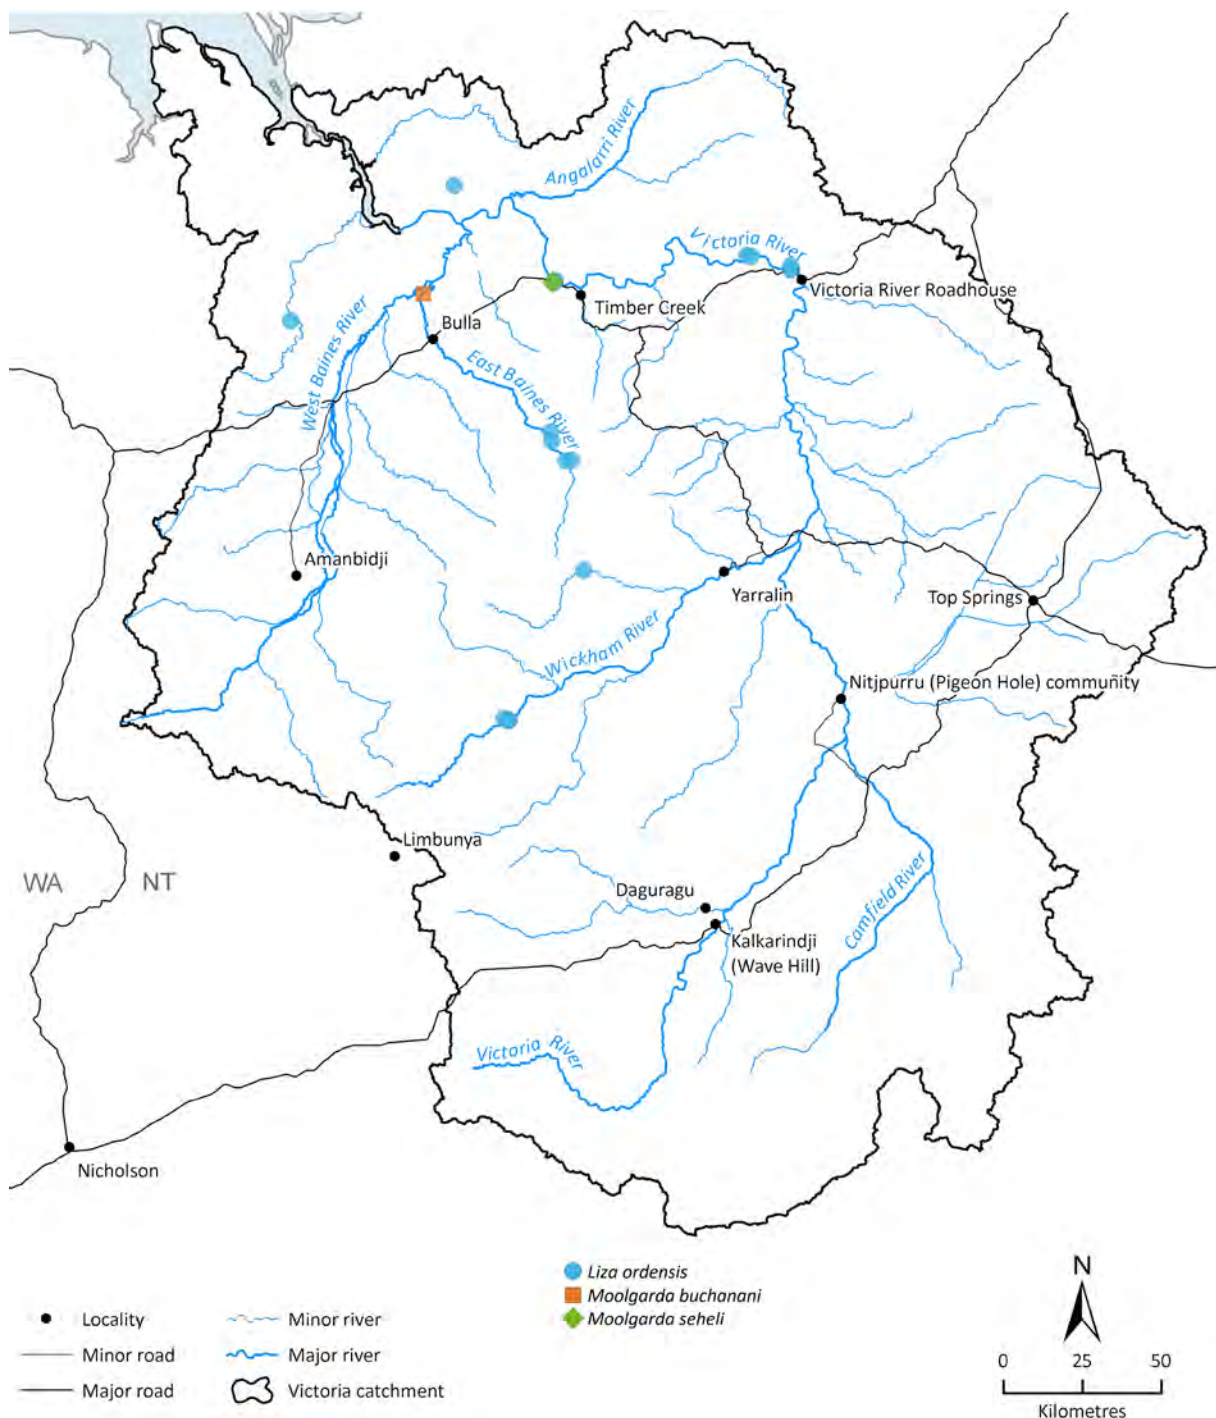 Angalarri River
Victoria River
Victoria River Roadhouse
Timber Creek
Bulla
West Baines River
East Baines River
Amanbidji
Yarralin
Top Springs
Wickham River
Nitjpurru (Pigeon Hole) community
Limbunya
WA
NT
Daguragu
Camfield River
Kalkarindji
(Wave Hill)
Victoria River
Nicholson
Liza ordensis
Moolgarda buchanani
Moolgarda seheli
Locality
Minor road
Major road
Minor river
Major river
Victoria catchment
N
0 25 50
Kilometres